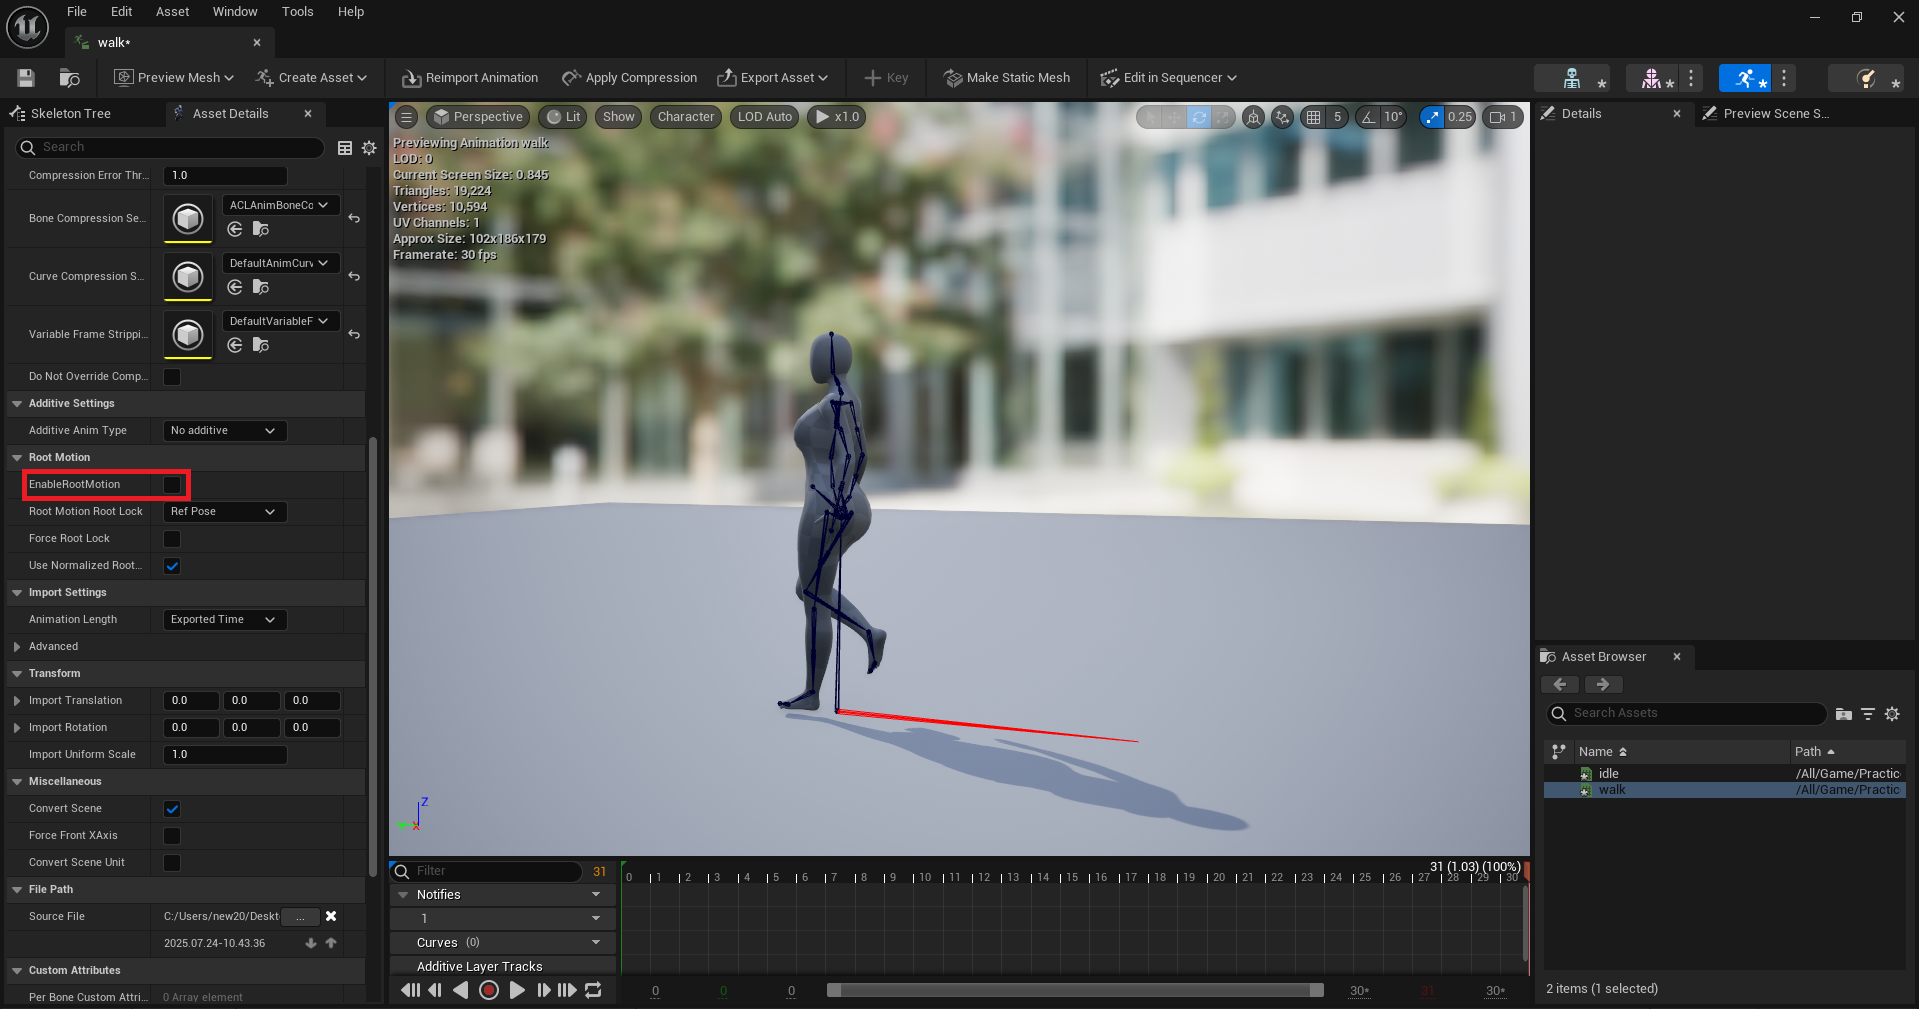 File Edit Asset Window Tools Help
walk*
Preview Mesh Create Asset Reimport Animation Apply Compression Export Asset Key Make Static Mesh Edit in Sequencer
Skeleton Tree Asset Details
Search
Compression Error Thr... 1.0
Bone Compression Se... ACLAnimBoneCo
Curve Compression S... DefaultAnimCurv
Variable Frame Strippi... DefaultVariableF
Do Not Override Comp...
Additive Settings
Additive Anim Type No additive
Root Motion
EnableRootMotion
Root Motion Root Lock Ref Pose
Force Root Lock
Use Normalized Root...
Import Settings
Animation Length Exported Time
Advanced
Transform
Import Translation 0.0 0.0 0.0
Import Rotation 0.0 0.0 0.0
Import Uniform Scale 1.0
Miscellaneous
Convert Scene
Force Front XAxis
Convert Scene Unit
File Path
Source File C:/Users/new20/Deskt ...
2025.07.24-10.43.36
Custom Attributes
Per Bone Custom Attri... 0 Array element
Perspective Lit Show Character LOD Auto x1.0 5 10° 0.25 1
Previewing Animation walk
LOD: 0
Current Screen Size: 0.845
Triangles: 19,224
Vertices: 10,594
UV Channels: 1
Approx Size: 102x186x179
Framerate: 30 fps
Z
Y X
31 (1.03) (100%)
Filter 31 0 1 2 3 4 5 6 7 8 9 10 11 12 13 14 15 16 17 18 19 20 21 22 23 24 25 26 27 28 29 30
Notifies
1
Curves (0)
Additive Layer Tracks
0 0 0 30* 31 30*
Details Preview Scene S...
Asset Browser
Search Assets
Name Path
idle /All/Game/Practic
walk /All/Game/Practic
2 items (1 selected)